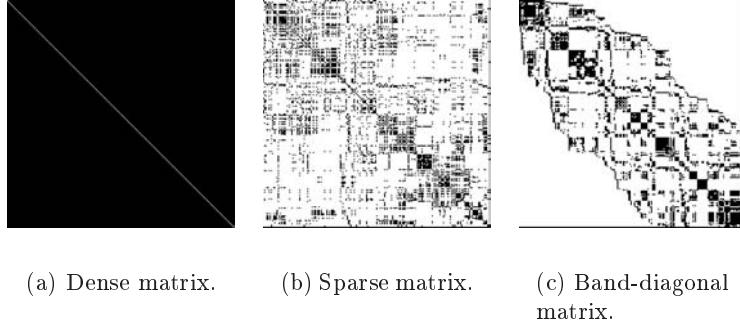 (a) Dense matrix.
(b) Sparse matrix.
(c) Band-diagonal
matrix.